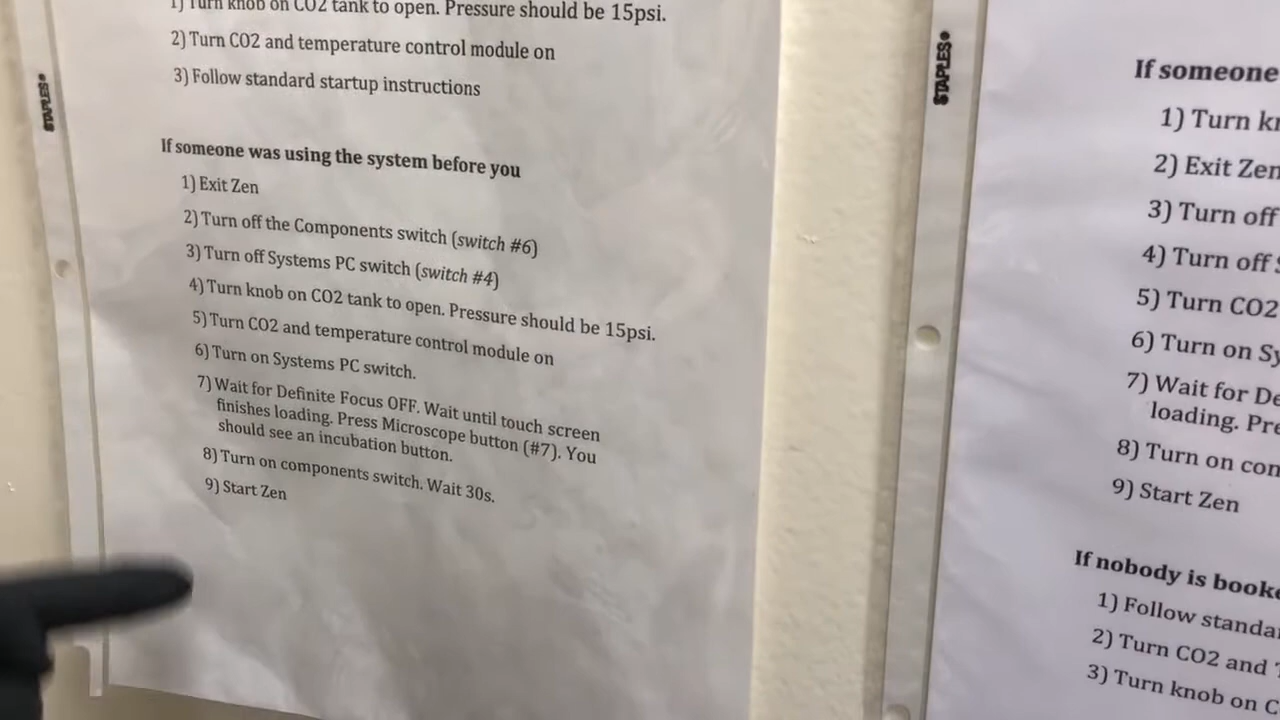 1) Turn knob on CO2 tank to open. Pressure should be 15psi.
2) Turn CO2 and temperature control module on
3) Follow standard startup instructions
STAPLES
If someone was using the system before you
1) Exit Zen
2) Turn off the Components switch (switch #6)
3) Turn off Systems PC switch (switch #4)
4) Turn knob on CO2 tank to open. Pressure should be 15psi.
5) Turn CO2 and temperature control module on
6) Turn on Systems PC switch.
7) Wait for Definite Focus OFF. Wait until touch screen
finishes loading. Press Microscope button (#7). You
should see an incubation button.
8) Turn on components switch. Wait 30s.
9) Start Zen
STAPLES
If someone
1) Turn
2) Exit Zen
3) Turn off
4) Turn off
5) Turn CO2
6) Turn on
7) Wait for
loading.
8) Turn on
9) Start Zen
If nobody is
1) Follow
2) Turn CO2 and
3) Turn knob on